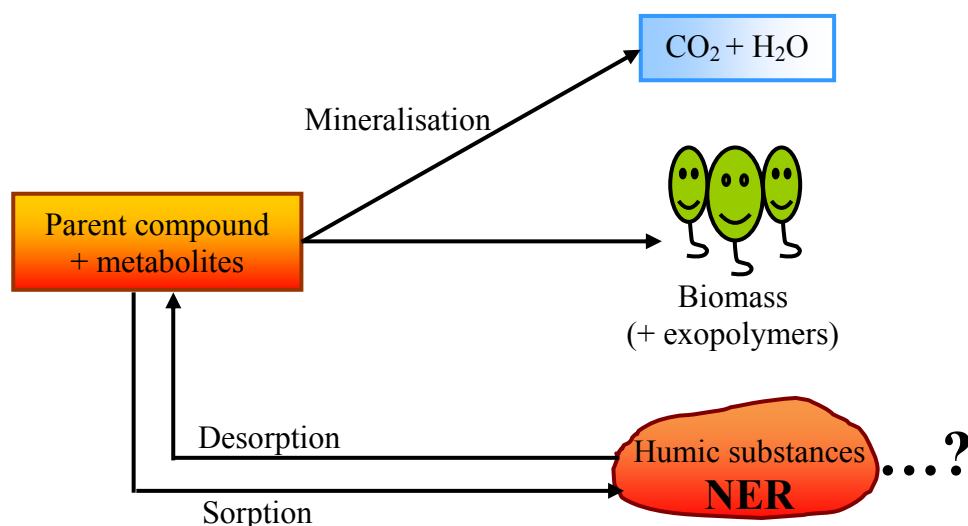 CO₂ + H₂O
Mineralisation
Parent compound
+ metabolites
Biomass
(+ exopolymers)
Desorption
Humic substances
NER
...?
Sorption